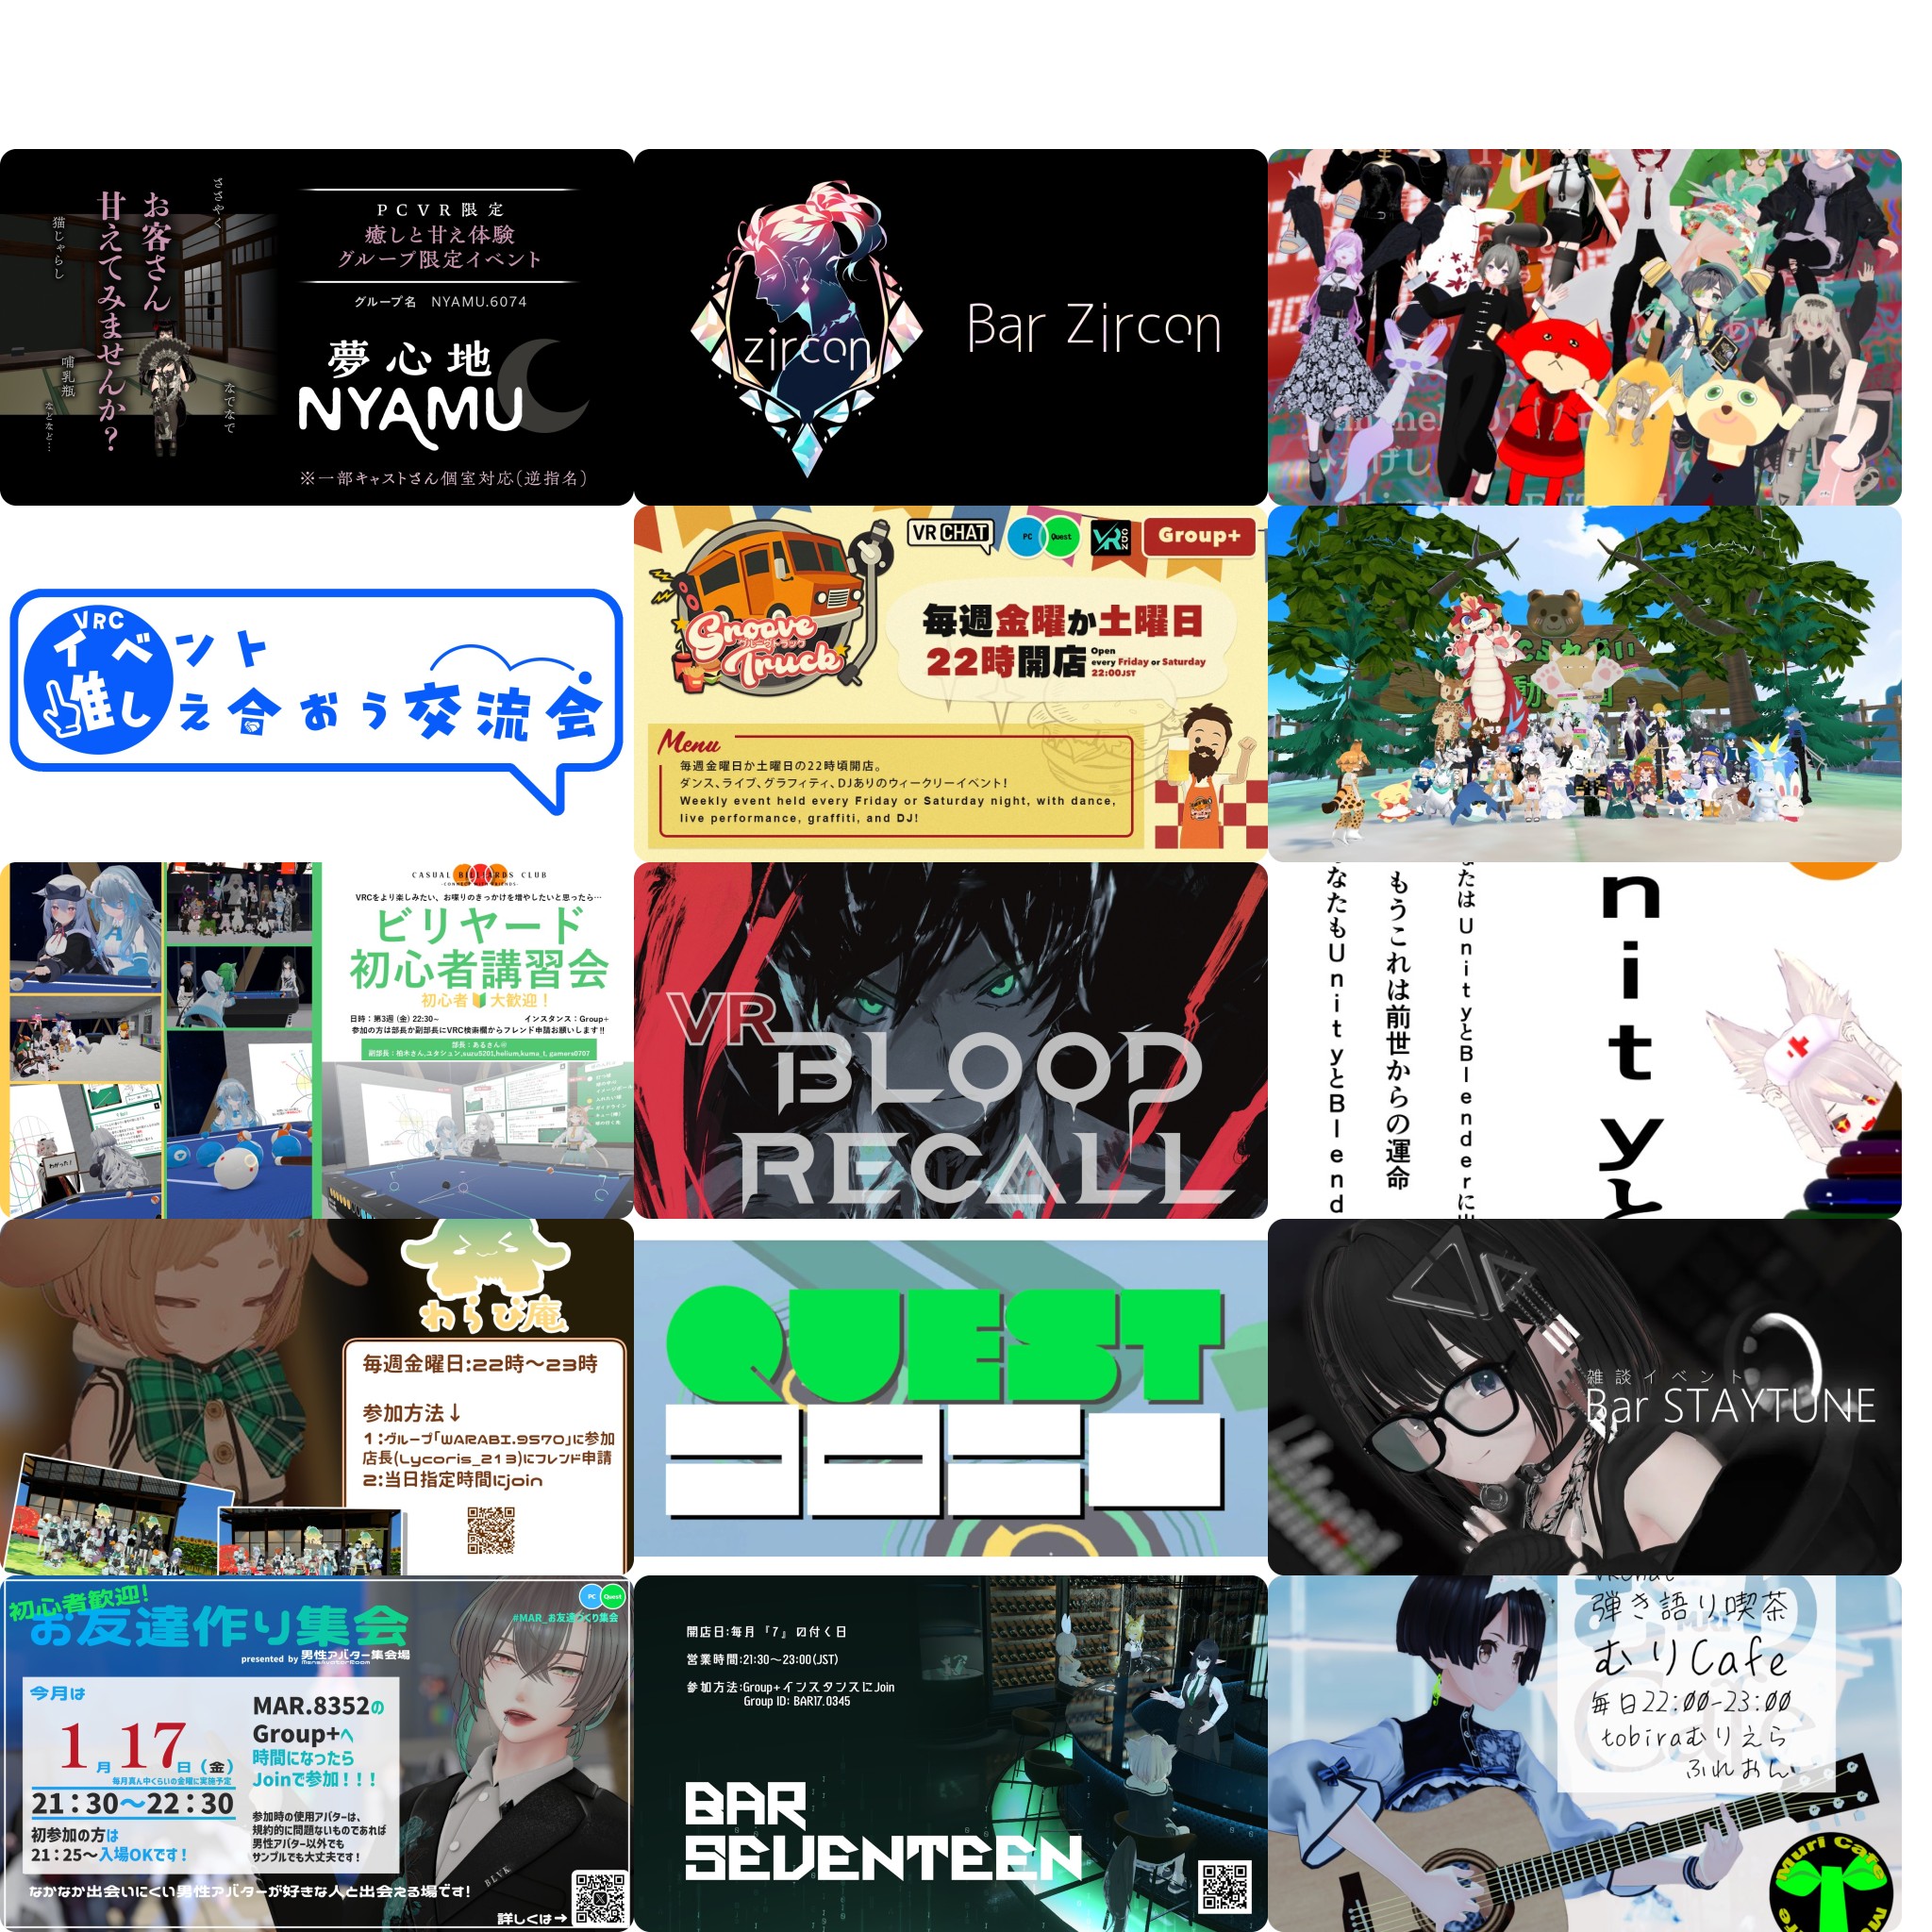 お客さん
甘えてみませんか?
ささやく
猫じゃらし
哺乳瓶
なでなで
などなど…
PCVR限定
癒しと甘え体験
グループ限定イベント
グループ名 NYAMU.6074
夢心地
NYAMU
※一部キャストさん個室対応(逆指名)
zircon
Bar Zircon
VRC
イベント
推し え合おう交流会
VRCHAT
PC
Quest
VRCDN
Group+
Groove
グルーヴトラック
Truck
毎週金曜か土曜日
22時開店
Open
every Friday or Saturday
22:00JST
Menu
毎週金曜日か土曜日の22時頃開店。
ダンス、ライブ、グラフィティ、DJありのウィークリーイベント!
Weekly event held every Friday or Saturday night, with dance,
live performance, graffiti, and DJ!
CASUAL BILLIARDS CLUB
-CONNECT WITH FRIENDS-
VRCをより楽しみたい、お喋りのきっかけを増やしたいと思ったら…
ビリヤード
初心者講習会
初心者🔰大歓迎!
日時:第3週(金) 22:30~
インスタンス:Group+
参加の方は部長か副部長にVRC検索欄からフレンド申請お願いします!!
わかった!
VR
BLOOD
RECALL
nityと
たは UnityとBlenderに
もうこれは前世からの運命
なたもUnityとBlend
わらび庵
毎週金曜日:22時~23時
参加方法↓
1:グループ「WARABI.9570」に参加
店長(Lycoris_213)にフレンド申請
2:当日指定時間にjoin
QUEST
雑談イベント
Bar STAYTUNE
初心者歓迎!
お友達作り集会
presented by 男性アバター集会場
PC
Quest
#MAR_お友達づくり集会
今月は
1月17日(金)
毎月真ん中くらいの金曜に実施予定
21:30~22:30
初参加の方は
21:25~入場OKです!
MAR.8352の
Group+へ
時間になったら
Joinで参加!!!
参加時の使用アバターは、
規約的に問題ないものであれば
男性アバター以外でも
サンプルでも大丈夫です!
BLVK
なかなか出会いにくい男性アバターが好きな人と出会える場です!
詳しくは→
開店日:毎月『7』の付く日
営業時間:21:30~23:00(JST)
参加方法:Group+インスタンスにJoin
Group ID: BAR17.0345
BAR
SEVENTEEN
弾き語り喫茶
むりCafe
毎日22:00-23:00
tobiraむりえら
ふれおん
Muri Cafe